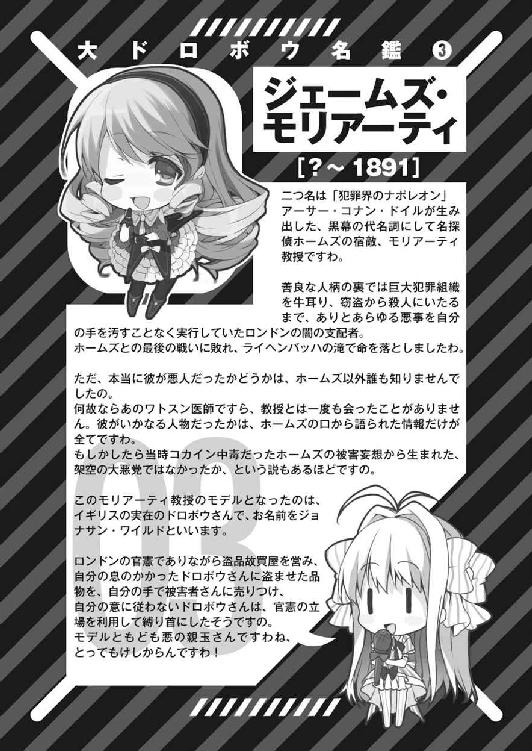 大ドロボウ名鑑❸
ジェームズ・
モリアーティ
[?〜1891]
二つ名は「犯罪界のナポレオン」
アーサー・コナン・ドイルが生み
出した、黒幕の代名詞にして名探
偵ホームズの宿敵、モリアーティ
教授ですわ。
善良な人柄の裏では巨大犯罪組織
を牛耳り、窃盗から殺人にいたる
まで、ありとあらゆる悪事を自分
の手を汚すことなく実行していたロンドンの闇の支配者。
ホームズとの最後の戦いに敗れ、ライヘンバッハの滝で命を落としましたわ。
ただ、本当に彼が悪人だったかどうかは、ホームズ以外誰も知りませんで
したの。
何故ならあのワトスン医師ですら、教授とは一度も会ったことがありませ
ん。彼がいかなる人物だったかは、ホームズの口から語られた情報だけが
全てですわ。
もしかしたら当時コカイン中毒だったホームズの被害妄想から生まれた、
架空の大悪党ではなかったか、という説もあるほどですの。
このモリアーティ教授のモデルとなったのは、
イギリスの実在のドロボウさんで、お名前をジョ
ナサン・ワイルドといいます。
ロンドンの官憲でありながら盗品故買屋を営み、
自分の息のかかったドロボウさんに盗ませた品
物を、自分の手で被害者さんに売りつけ、
自分の意に従わないドロボウさんは、官憲の立
場を利用して縛り首にしたそうですの。
モデルともども悪の親玉さんですわね、
とってもけしからんですわ!
03